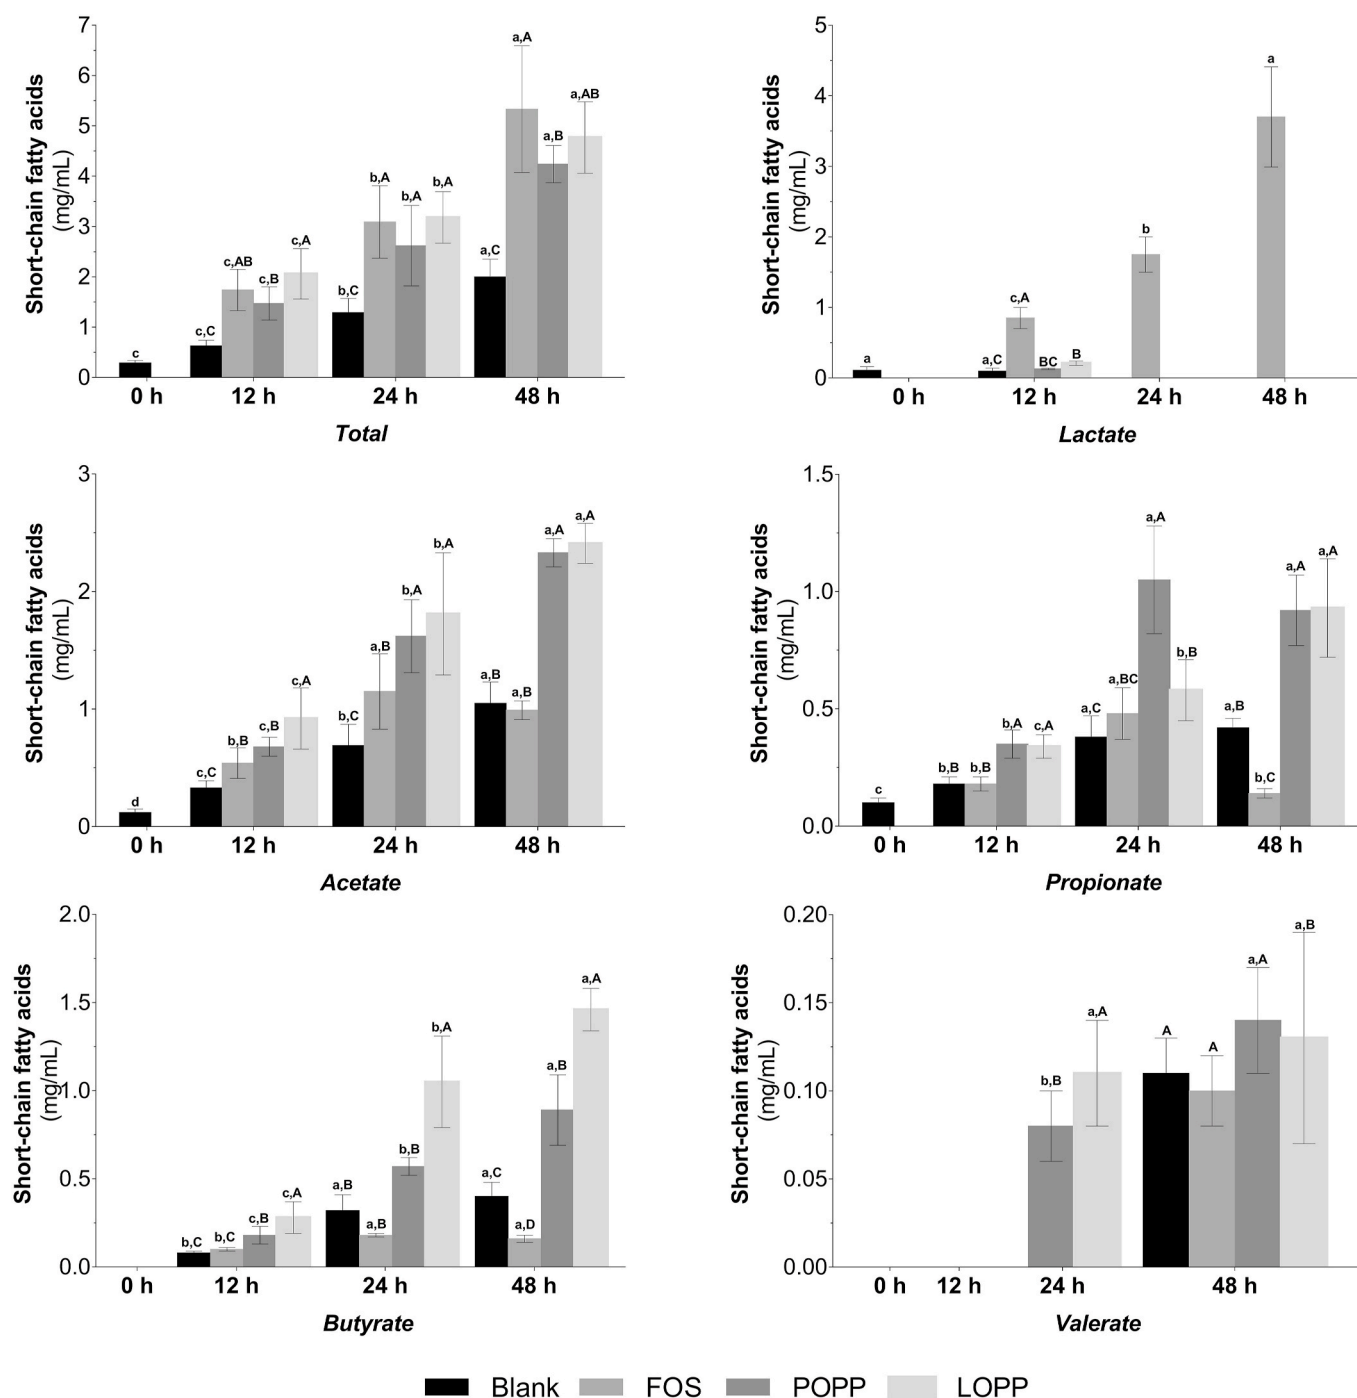 Short-chain fatty acids
(mg/mL)
7
6
5
4
3
2
1
0
c
c,C
c,AB
c,B
c,A
b,C
b,A
b,A
b,A
a,C
a,A
a,B
a,AB
0 h 12 h 24 h 48 h
Total
Short-chain fatty acids
(mg/mL)
5
4
3
2
1
0
a
a,C
c,A
BC
B
b
a
0 h 12 h 24 h 48 h
Lactate
Short-chain fatty acids
(mg/mL)
3
2
1
0
d
c,C
b,B
c,B
c,A
b,C
a,B
b,A
b,A
a,B
a,B
a,A
a,A
0 h 12 h 24 h 48 h
Acetate
Short-chain fatty acids
(mg/mL)
1.5
1.0
0.5
0.0
c
b,B
b,B
b,A
c,A
a,C
a,BC
a,A
b,B
a,B
b,C
a,A
a,A
0 h 12 h 24 h 48 h
Propionate
Short-chain fatty acids
(mg/mL)
2.0
1.5
1.0
0.5
0.0
b,C
b,C
c,B
c,A
a,B
a,B
b,B
b,A
a,C
a,D
a,B
a,A
0 h 12 h 24 h 48 h
Butyrate
Short-chain fatty acids
(mg/mL)
0.20
0.15
0.10
0.05
0.00
b,B
a,A
A
A
a,A
a,B
0 h 12 h 24 h 48 h
Valerate
Blank FOS POPP LOPP